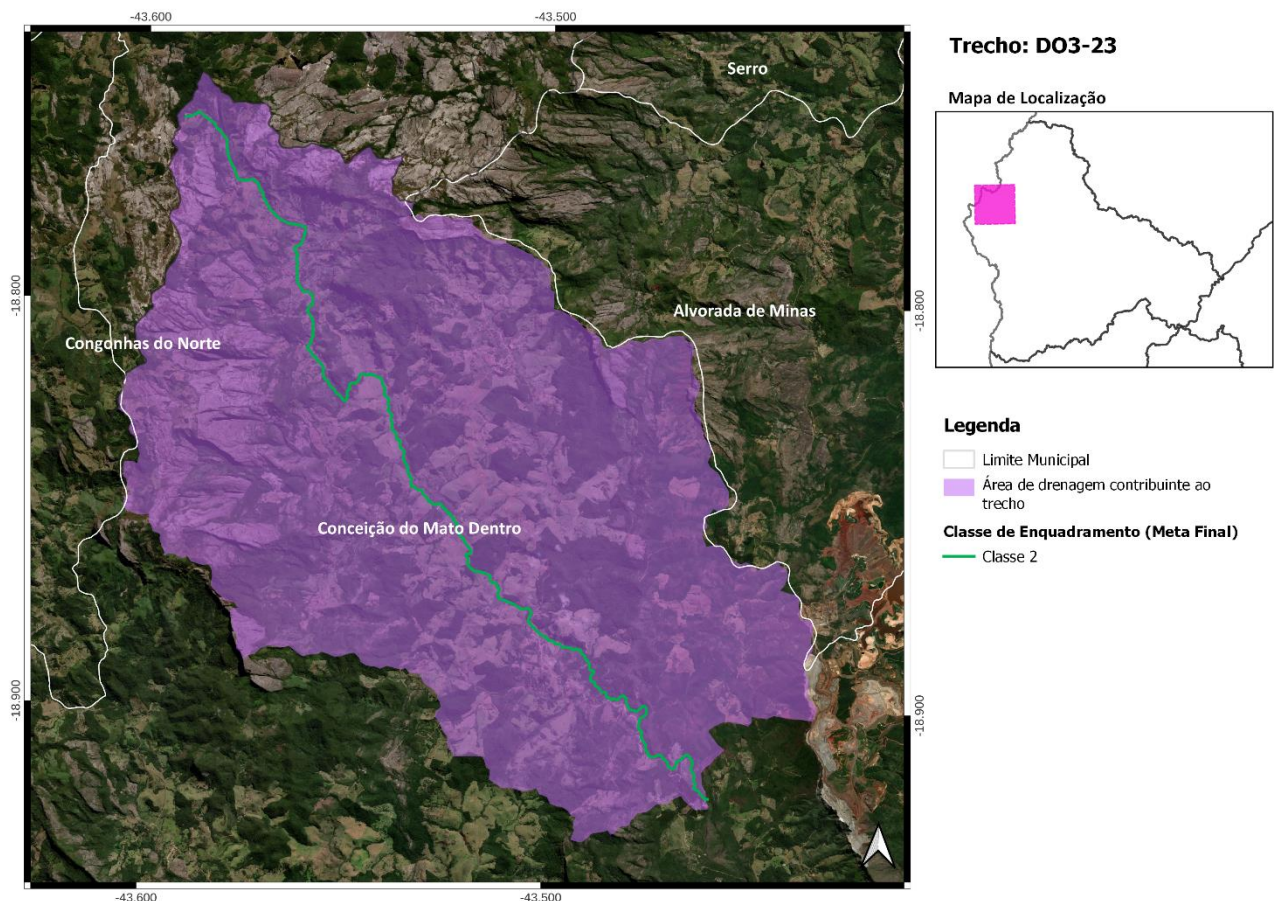 -43.600
-43.500
Trecho: DO3-23
Serro
Mapa de Localização
-18.800
-18.800
Alvorada de Minas
Congonhas do Norte
Legenda
Limite Municipal
Área de drenagem contribuinte ao
trecho
Conceição do Mato Dentro
Classe de Enquadramento (Meta Final)
Classe 2
-18.900
-18.900
-43.600
-43.500